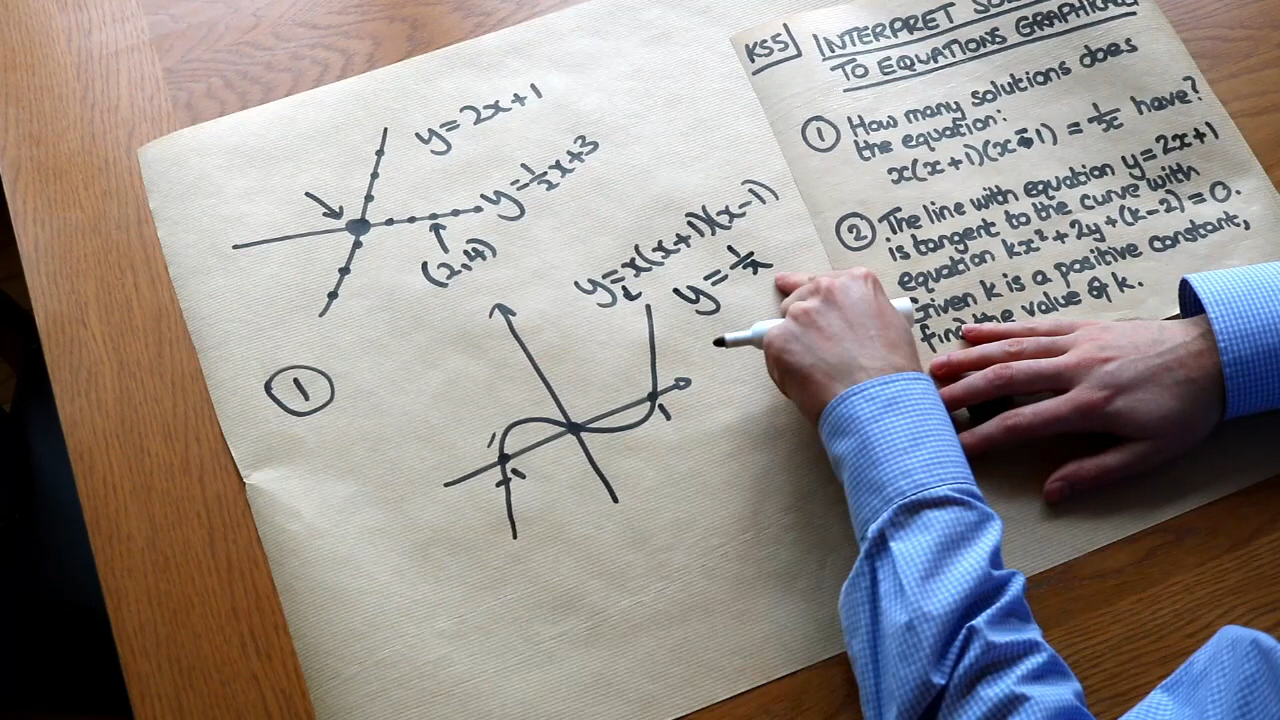 y=2x+1
y=½x+3
(2,4)
①
y=x(x+1)(x-1)
y=1/x
-1
1
KS5
INTERPRET
TO EQUATIONS GRAPHICALLY
① How many solutions does
the equation:
x(x+1)(x-1) = 1/x have?
② The line with equation y=2x+1
is tangent to the curve with
equation kx²+2y+(k-2)=0.
Given k is a positive constant,
find the value of k.